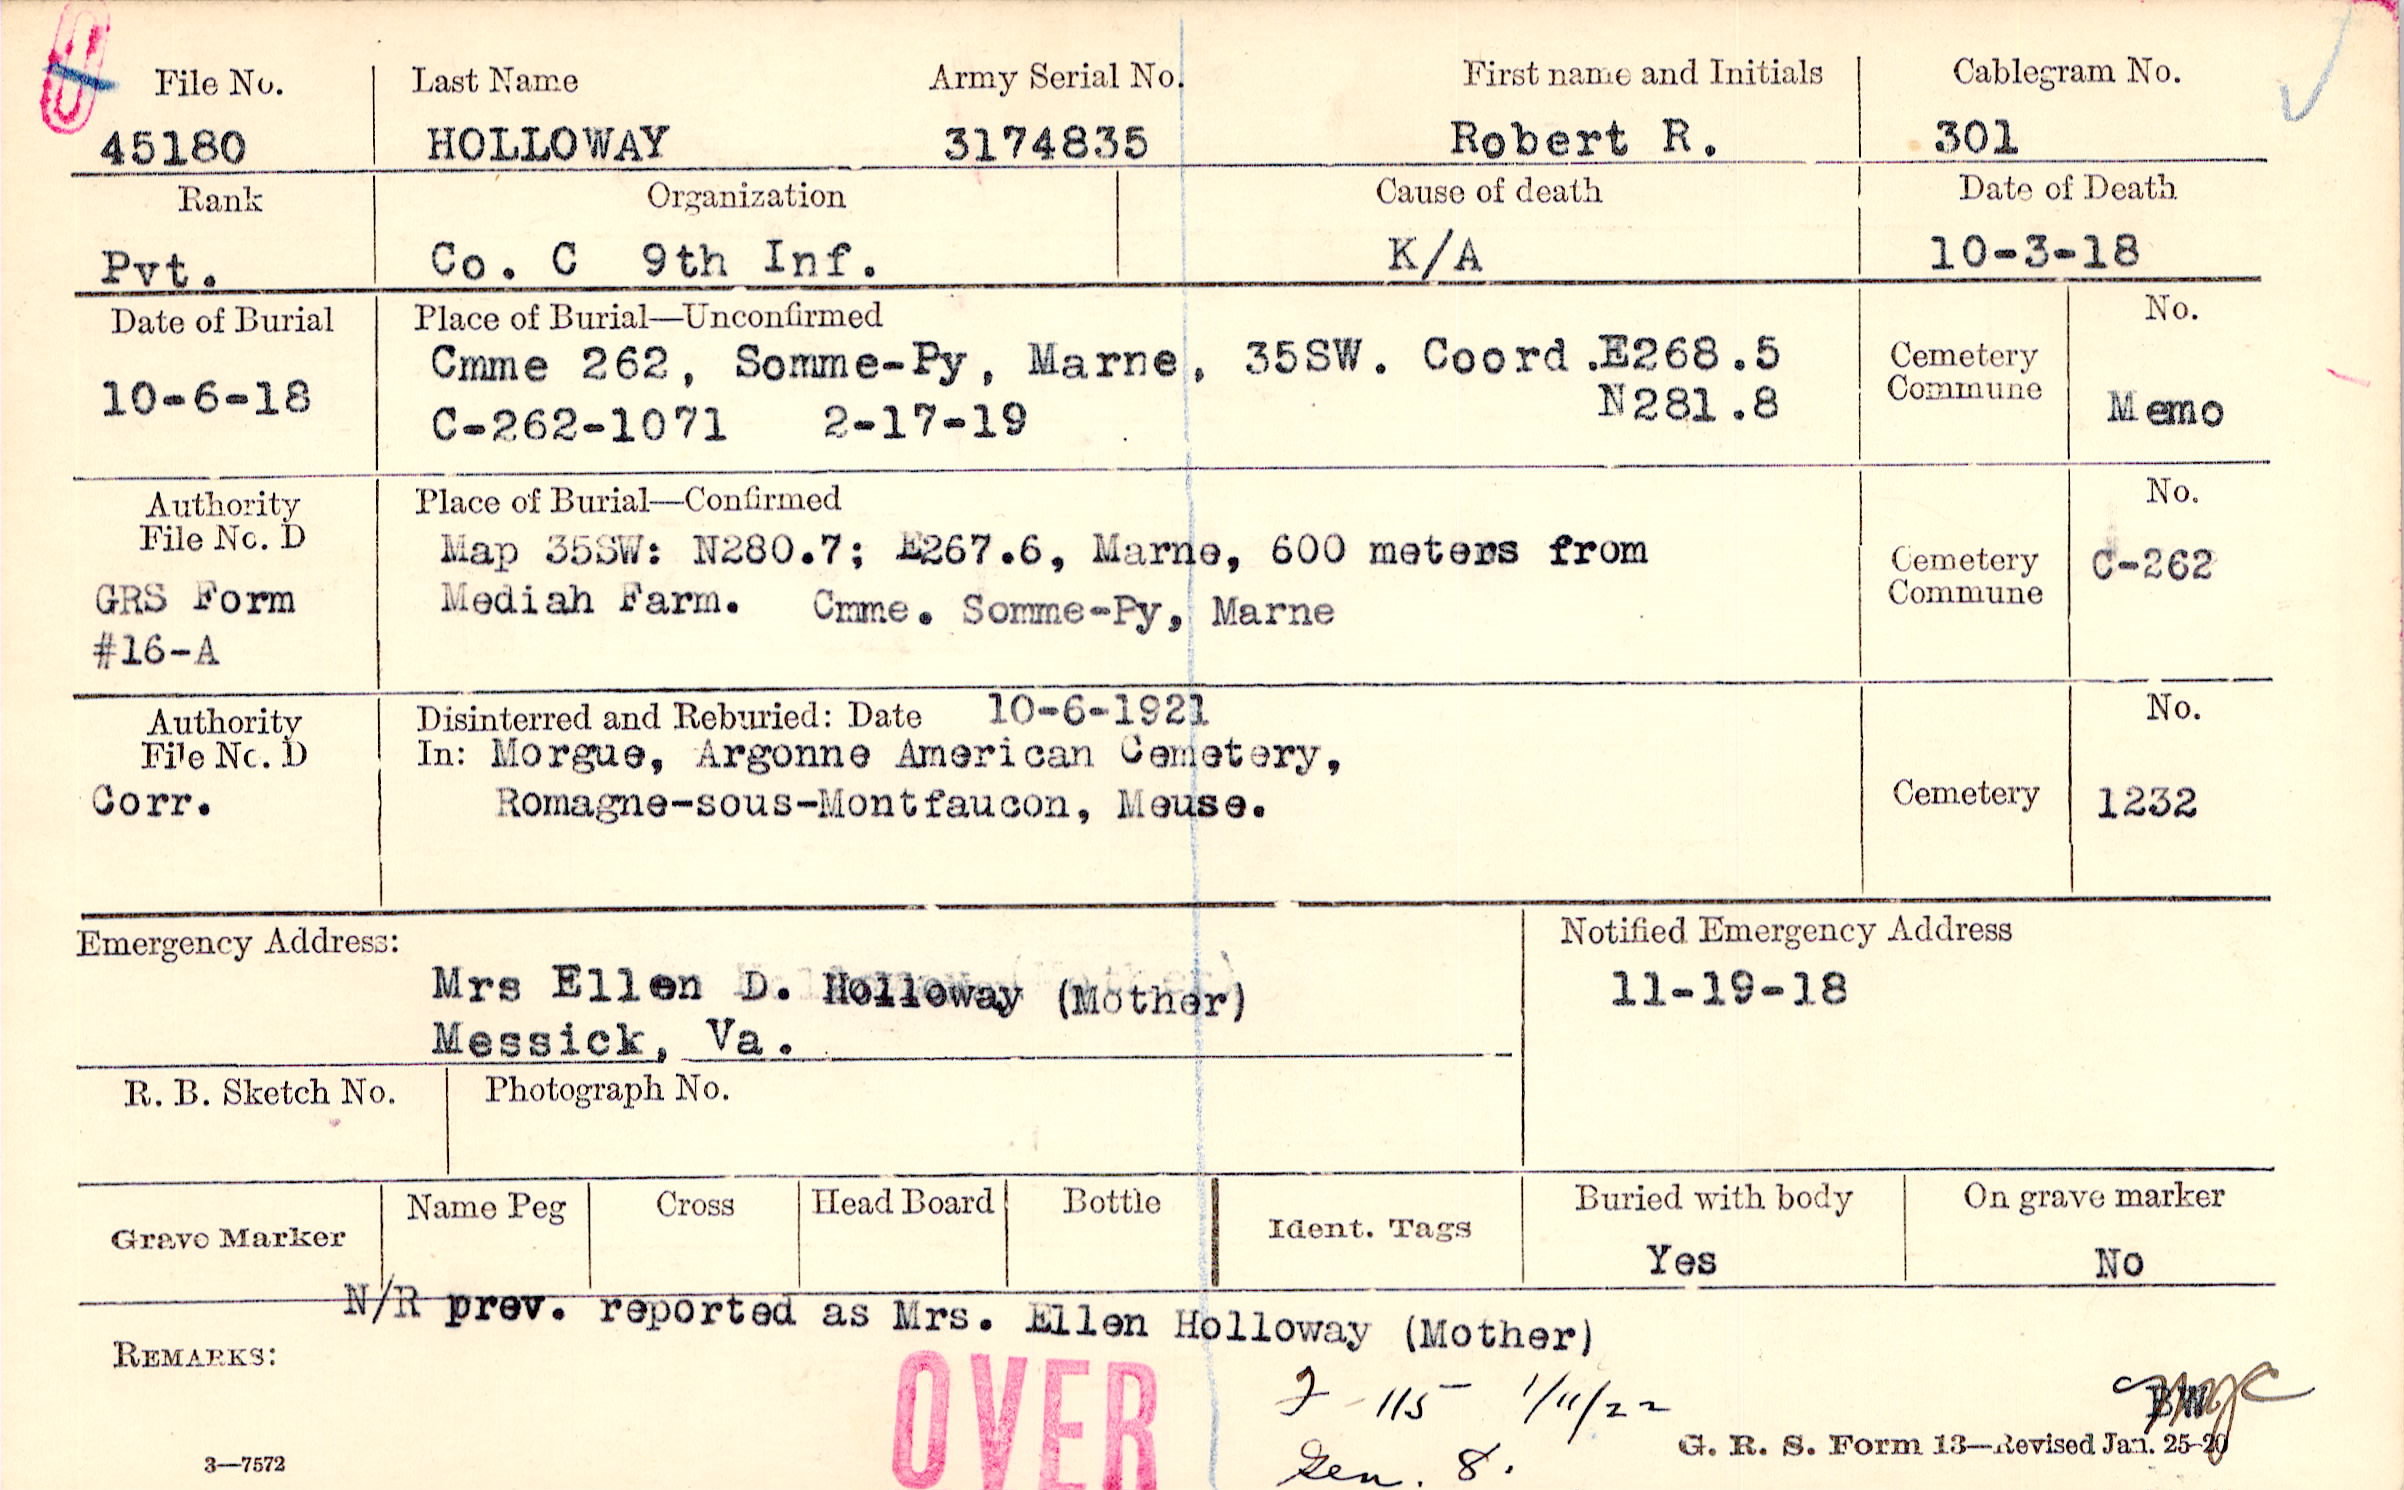 File No. Last Name Army Serial No. First name and Initials Cablegram No.
45180 HOLLOWAY 3174835 Robert R. 301
Rank Organization Cause of death Date of Death
Pvt. Co. C 9th Inf. K/A 10-3-18
Date of Burial Place of Burial—Unconfirmed No.
10-6-18 Cmme 262, Somme-Py, Marne, 35SW. Coord.E268.5 Cemetery
N281.8 Commune Memo
C-262-1071 2-17-19
Authority Place of Burial—Confirmed No.
File No. D Map 35SW: N280.7; E267.6, Marne, 600 meters from Cemetery C-262
GRS Form Mediah Farm. Cmme. Somme-Py, Marne Commune
#16-A
Authority Disinterred and Reburied: Date 10-6-1921 No.
File No. D In: Morgue, Argonne American Cemetery,
Corr. Romagne-sous-Montfaucon, Meuse. Cemetery 1232
Emergency Address: Notified Emergency Address
Mrs Ellen D. Holloway (Mother) 11-19-18
Messick, Va.
R. B. Sketch No. Photograph No.
Grave Marker Name Peg Cross Head Board Bottle Ident. Tags Buried with body On grave marker
Yes No
N/R prev. reported as Mrs. Ellen Holloway (Mother)
REMARKS:
OVER
115 1/11/22
Gen. 8.
G. R. S. Form 13—Revised Jan. 25-20
3—7572